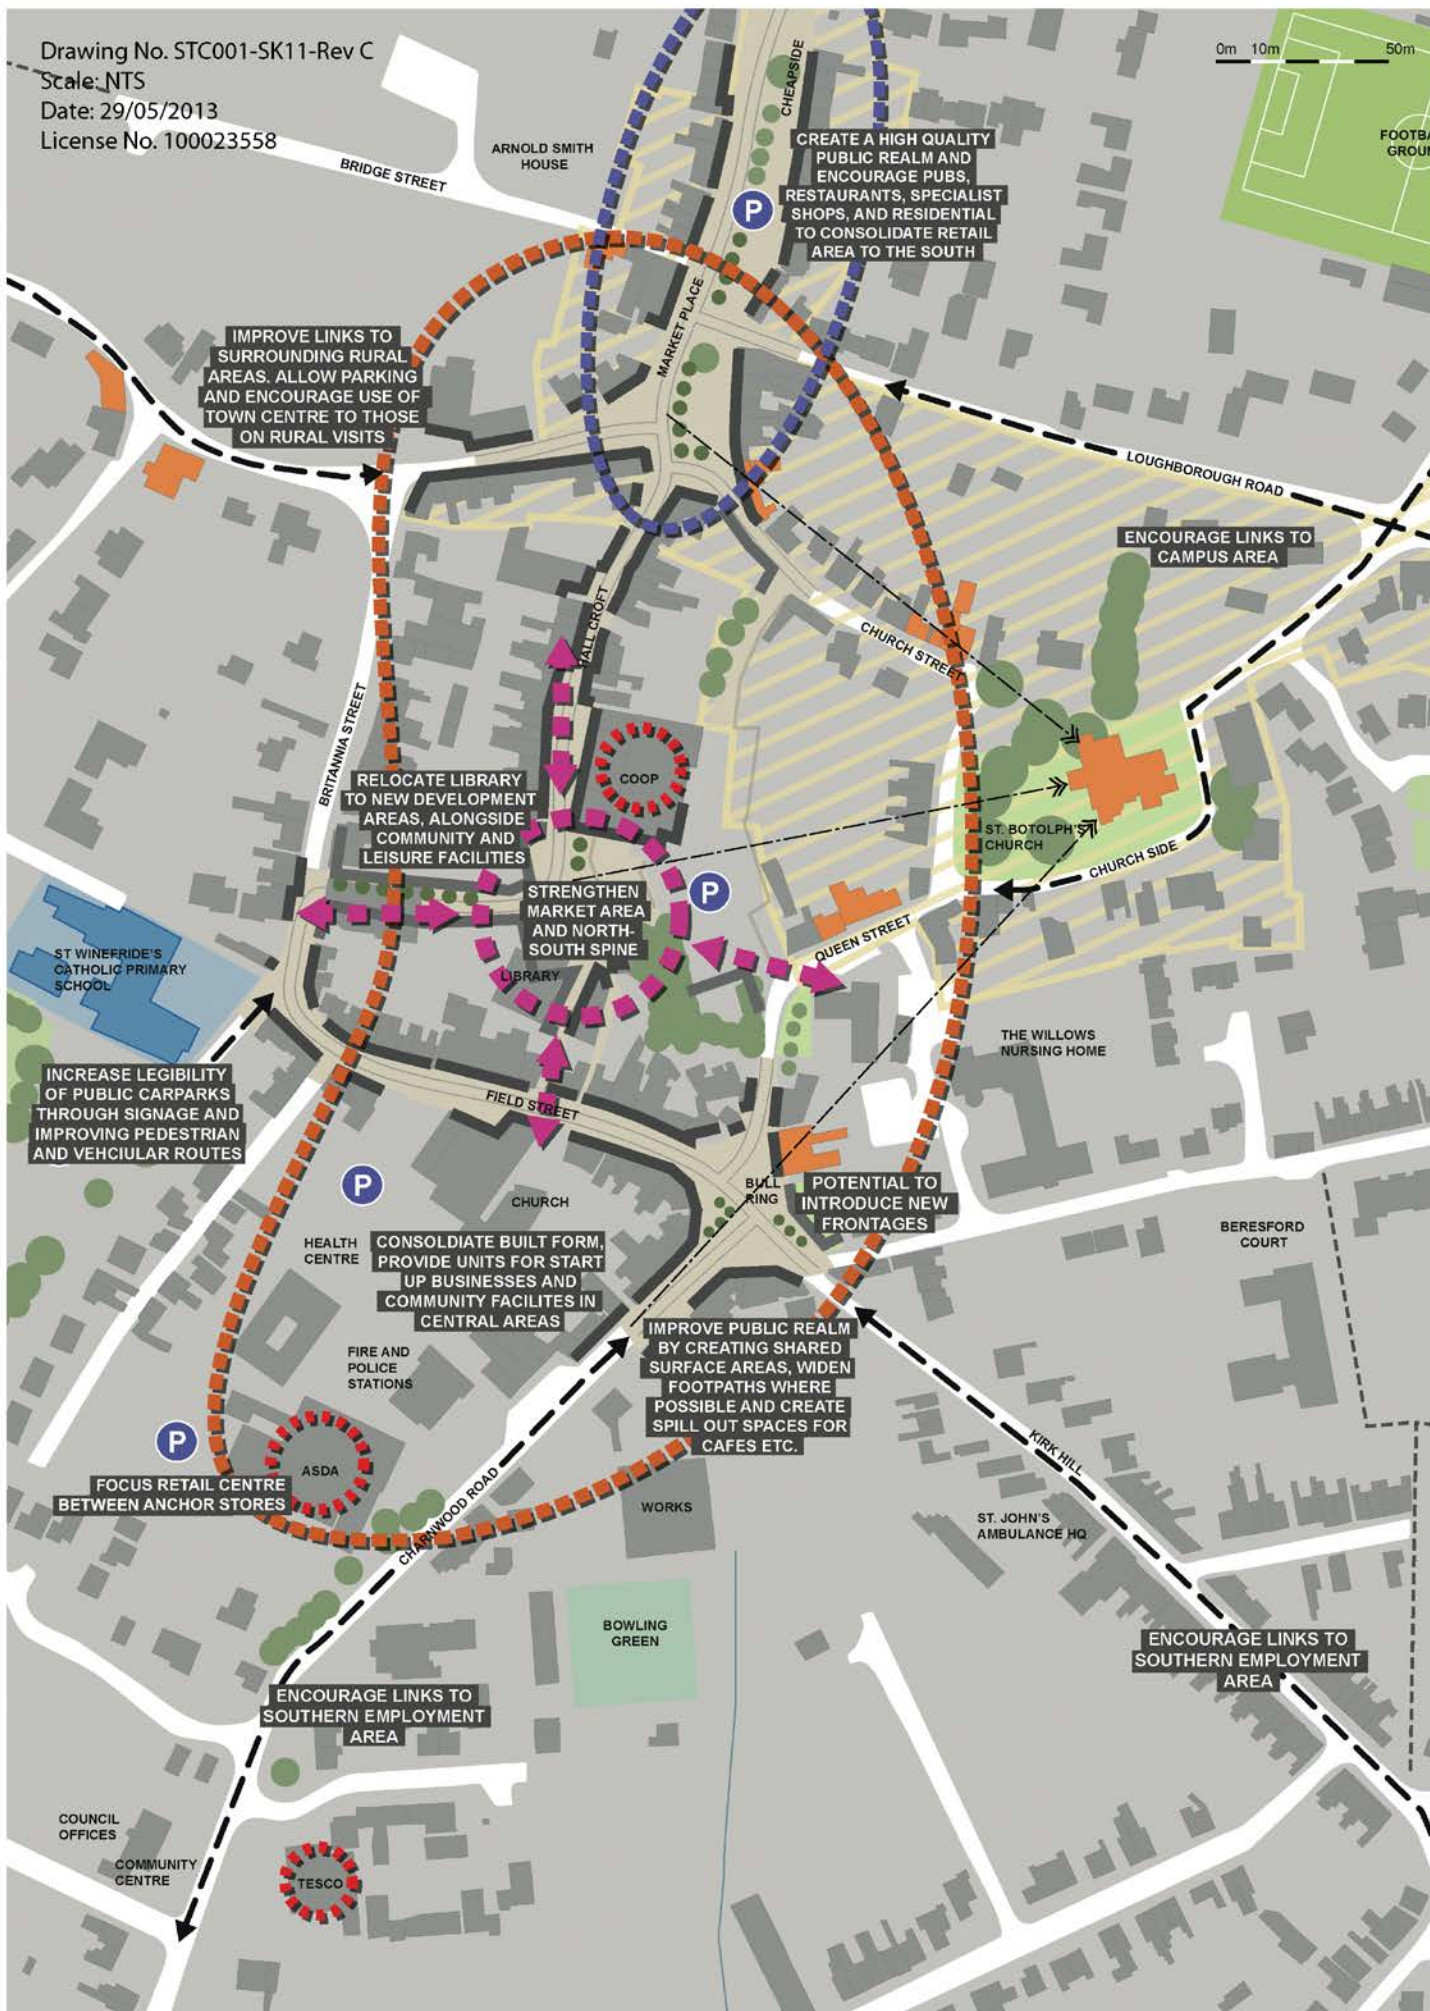 Drawing No. STC001-SK11-Rev C
Scale: NTS
Date: 29/05/2013
License No. 100023558
0m 10m 50m
CHEAPSIDE
ARNOLD SMITH
HOUSE
BRIDGE STREET
CREATE A HIGH QUALITY
PUBLIC REALM AND
ENCOURAGE PUBS,
RESTAURANTS, SPECIALIST
SHOPS, AND RESIDENTIAL
TO CONSOLIDATE RETAIL
AREA TO THE SOUTH
FOOTBA
GROUN
P
MARKET PLACE
IMPROVE LINKS TO
SURROUNDING RURAL
AREAS. ALLOW PARKING
AND ENCOURAGE USE OF
TOWN CENTRE TO THOSE
ON RURAL VISITS
LOUGHBOROUGH ROAD
ENCOURAGE LINKS TO
CAMPUS AREA
HALL CROFT
CHURCH STREET
BRITANNIA STREET
COOP
RELOCATE LIBRARY
TO NEW DEVELOPMENT
AREAS, ALONGSIDE
COMMUNITY AND
LEISURE FACILITIES
ST. BOTOLPH'S
CHURCH
CHURCH SIDE
STRENGTHEN
MARKET AREA
AND NORTH-
SOUTH SPINE
P
QUEEN STREET
LIBRARY
ST WINEFRIDE'S
CATHOLIC PRIMARY
SCHOOL
THE WILLOWS
NURSING HOME
INCREASE LEGIBILITY
OF PUBLIC CARPARKS
THROUGH SIGNAGE AND
IMPROVING PEDESTRIAN
AND VEHCIULAR ROUTES
FIELD STREET
P
CHURCH
BULL
RING
POTENTIAL TO
INTRODUCE NEW
FRONTAGES
BERESFORD
COURT
HEALTH
CENTRE
CONSOLDIATE BUILT FORM,
PROVIDE UNITS FOR START
UP BUSINESSES AND
COMMUNITY FACILITES IN
CENTRAL AREAS
IMPROVE PUBLIC REALM
BY CREATING SHARED
SURFACE AREAS, WIDEN
FOOTPATHS WHERE
POSSIBLE AND CREATE
SPILL OUT SPACES FOR
CAFES ETC.
FIRE AND
POLICE
STATIONS
P
ASDA
FOCUS RETAIL CENTRE
BETWEEN ANCHOR STORES
CHARNWOOD ROAD
WORKS
KIRK HILL
ST. JOHN'S
AMBULANCE HQ
BOWLING
GREEN
ENCOURAGE LINKS TO
SOUTHERN EMPLOYMENT
AREA
ENCOURAGE LINKS TO
SOUTHERN EMPLOYMENT
AREA
COUNCIL
OFFICES
COMMUNITY
CENTRE
TESCO